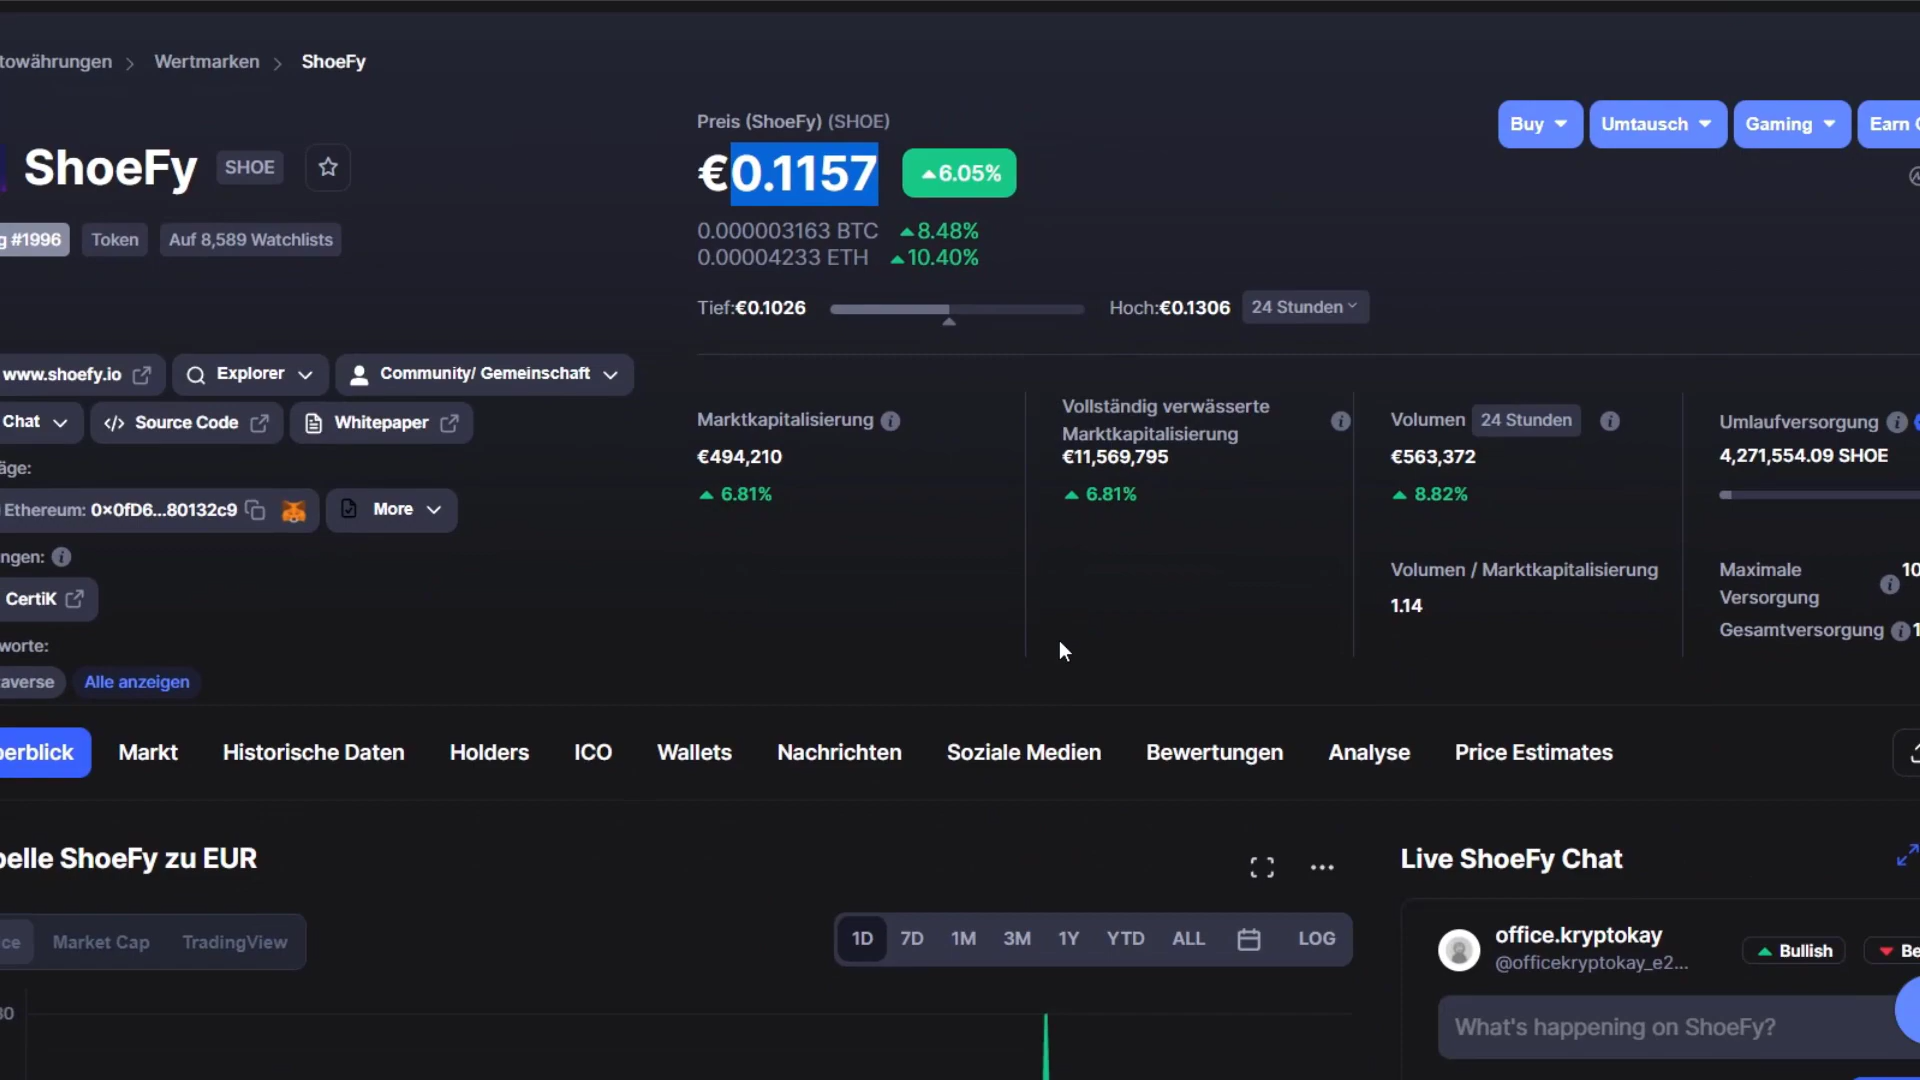 towährungen > Wertmarken > ShoeFy
Preis (ShoeFy) (SHOE)
Buy
Umtausch
Gaming
Earn
ShoeFy SHOE
€0.1157 6.05%
0.000003163 BTC 8.48%
g #1996
Token
Auf 8,589 Watchlists
0.00004233 ETH 10.40%
Tief:€0.1026
Hoch:€0.1306
24 Stunden
www.shoefy.io
Explorer
Community/ Gemeinschaft
Chat
Source Code
Whitepaper
äge:
Ethereum: 0x0fD6...80132c9
More
ngen:
CertiK
worte:
averse
Alle anzeigen
Marktkapitalisierung
€494,210
6.81%
Vollständig verwässerte
Marktkapitalisierung
€11,569,795
6.81%
Volumen 24 Stunden
€563,372
8.82%
Volumen / Marktkapitalisierung
1.14
Umlaufversorgung
4,271,554.09 SHOE
Maximale
Versorgung
10
Gesamtversorgung
1
berblick
Markt
Historische Daten
Holders
ICO
Wallets
Nachrichten
Soziale Medien
Bewertungen
Analyse
Price Estimates
belle ShoeFy zu EUR
ce
Market Cap
TradingView
1D 7D 1M 3M 1Y YTD ALL LOG
Live ShoeFy Chat
office.kryptokay
@officekryptokay_e2...
Bullish
Be
What's happening on ShoeFy?
30